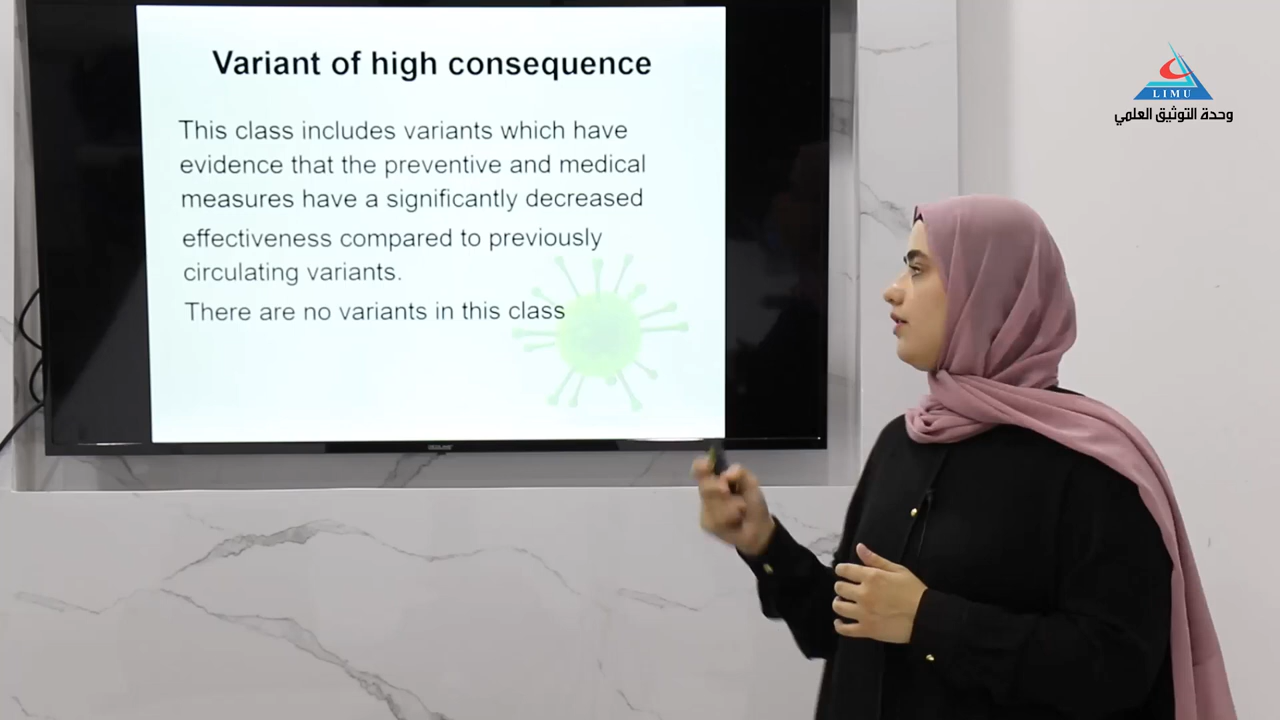 Variant of high consequence
This class includes variants which have
evidence that the preventive and medical
measures have a significantly decreased
effectiveness compared to previously
circulating variants.
There are no variants in this class
LIMU
وحدة التوثيق العلمي